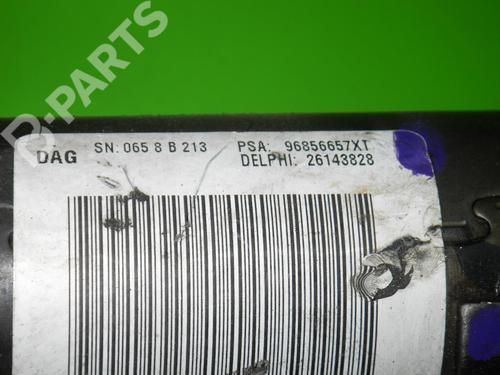 B-PARTS
DAG SN: 065 8 B 213 PSA: 96856657XT
DELPHI: 26143828